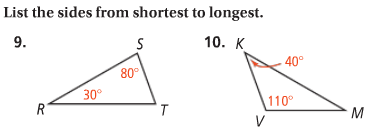 List the sides from shortest to longest.
9.
S
80°
30°
R
T
10.
K
40°
110°
V
M